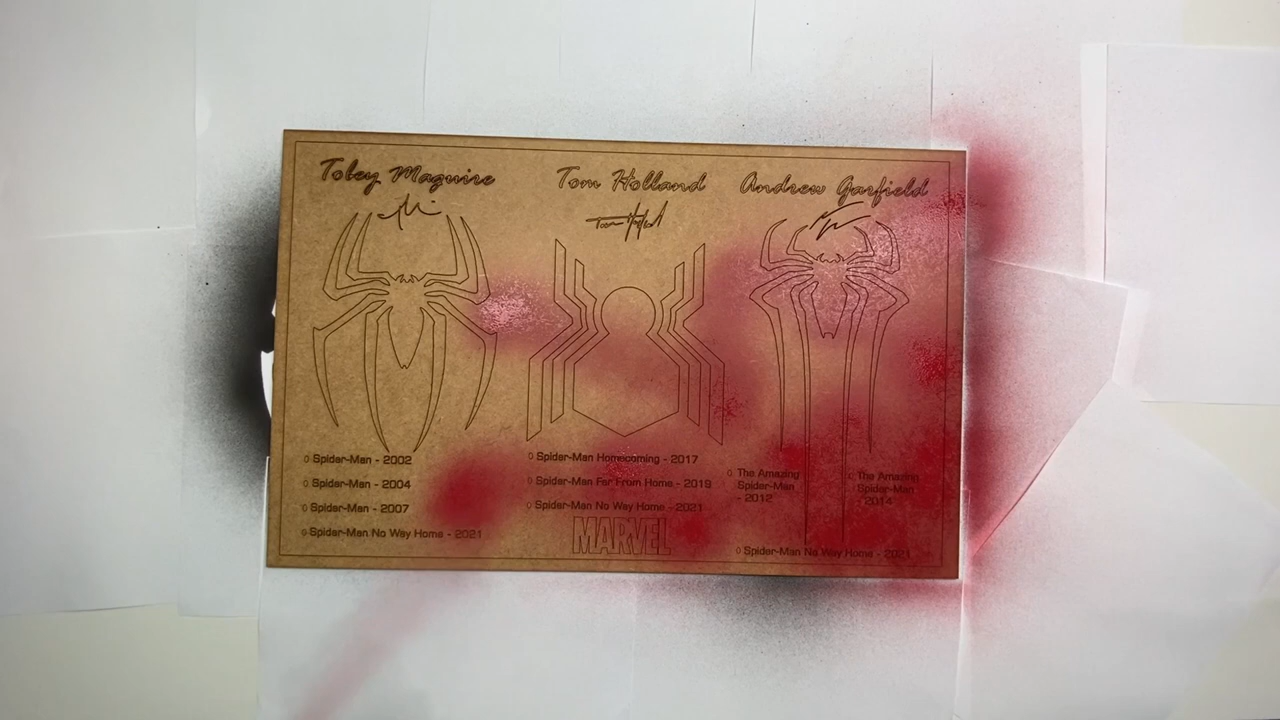 Tobey Maguire
Spider-Man - 2002
Spider-Man - 2004
Spider-Man - 2007
Spider-Man No Way Home - 2021
Tom Holland
Spider-Man Homecoming - 2017
Spider-Man Far From Home - 2019
Spider-Man No Way Home - 2021
MARVEL
Andrew Garfield
The Amazing
Spider-Man
- 2012
The Amazing
Spider-Man
- 2014
Spider-Man No Way Home - 2021